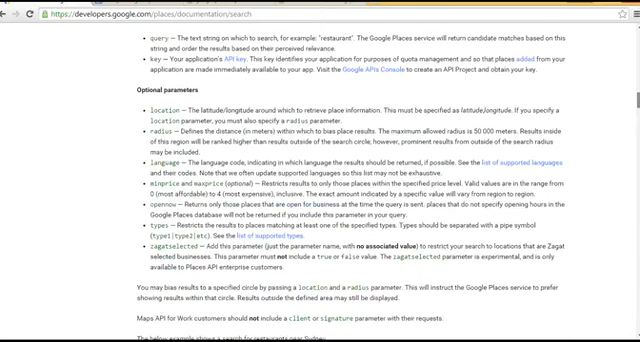 https://developers.google.com/places/documentation/search
• query — The text string on which to search, for example: "restaurant". The Google Places service will return candidate matches based on this
string and order the results based on their perceived relevance.
• key — Your application's API key. This key identifies your application for purposes of quota management and so that places added from your
application are made immediately available to your app. Visit the Google APIs Console to create an API Project and obtain your key.
Optional parameters
• location — The latitude/longitude around which to retrieve place information. This must be specified as latitude,longitude. If you specify a
location parameter, you must also specify a radius parameter.
• radius — Defines the distance (in meters) within which to bias place results. The maximum allowed radius is 50 000 meters. Results inside
of this region will be ranked higher than results outside of the search circle; however, prominent results from outside of the search radius
may be included.
• language — The language code, indicating in which language the results should be returned, if possible. See the list of supported languages
and their codes. Note that we often update supported languages so this list may not be exhaustive.
• minprice and maxprice (optional) — Restricts results to only those places within the specified price level. Valid values are in the range from
0 (most affordable) to 4 (most expensive), inclusive. The exact amount indicated by a specific value will vary from region to region.
• opennow — Returns only those places that are open for business at the time the query is sent. places that do not specify opening hours in the
Google Places database will not be returned if you include this parameter in your query.
• types — Restricts the results to places matching at least one of the specified types. Types should be separated with a pipe symbol
(type1|type2|etc). See the list of supported types.
• zagatselected — Add this parameter (just the parameter name, with no associated value) to restrict your search to locations that are Zagat
selected businesses. This parameter must not include a true or false value. The zagatselected parameter is experimental, and is only
available to Places API enterprise customers.
You may bias results to a specified circle by passing a location and a radius parameter. This will instruct the Google Places service to prefer
showing results within that circle. Results outside of the defined area may still be displayed.
Maps API for Work customers should not include a client or signature parameter with their requests.
The below example shows a search for restaurants near Sydney